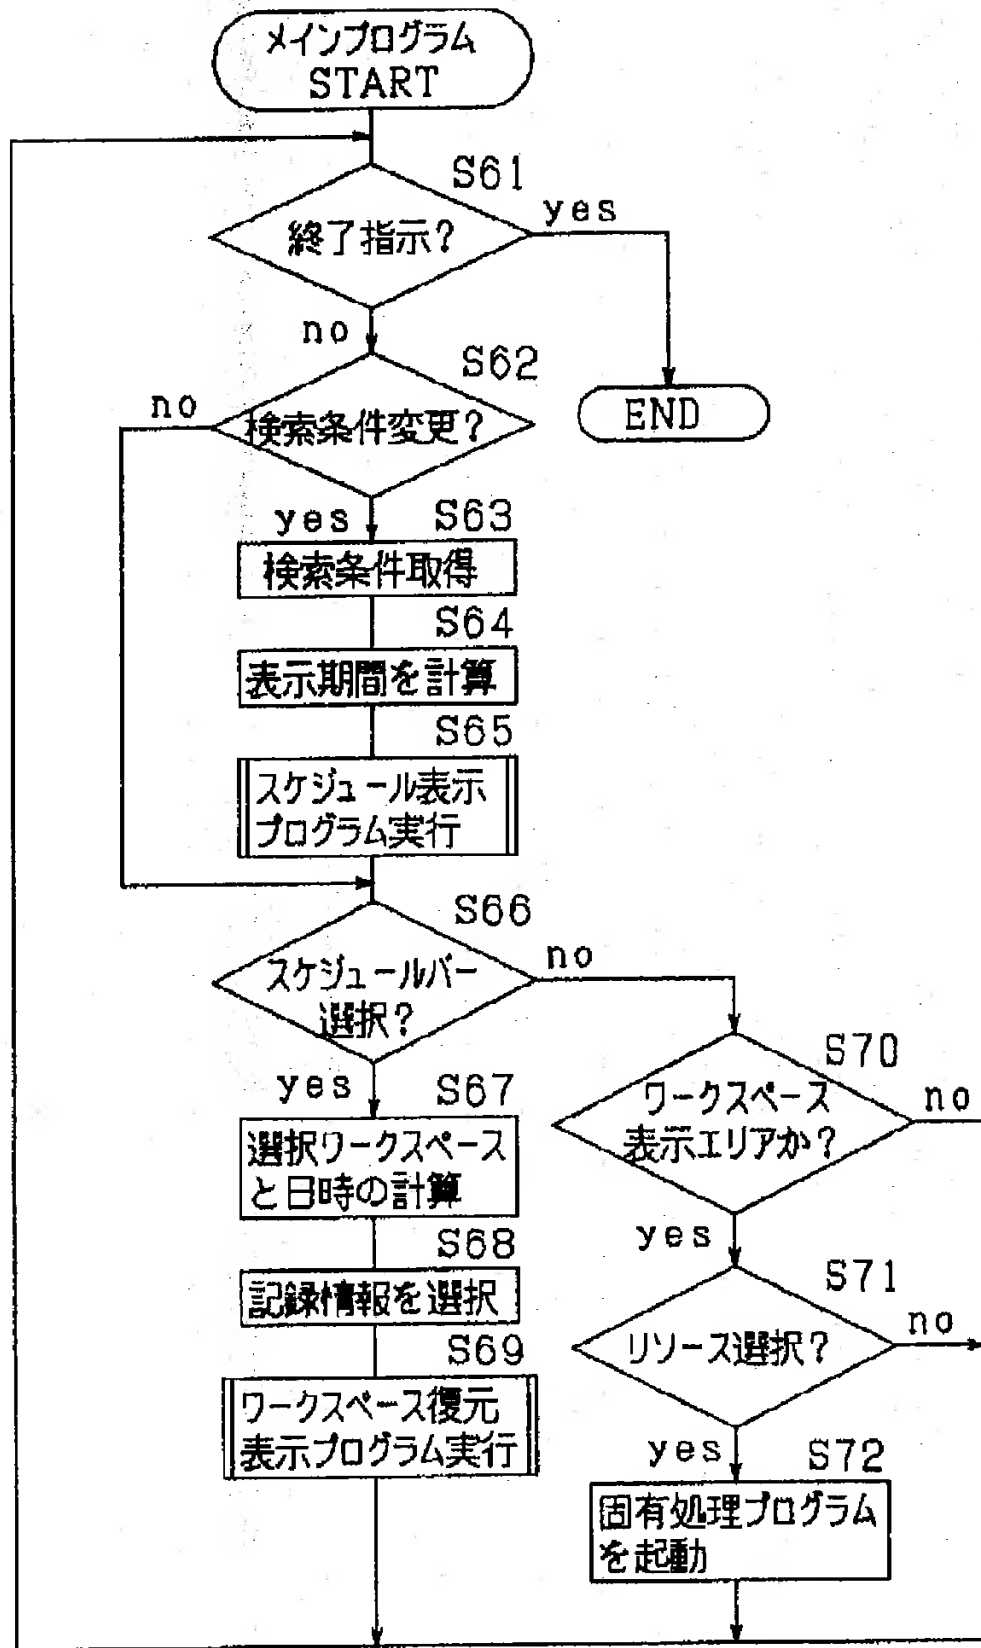 メインプログラム
START
S61
終了指示?
yes
no
S62
END
no
検索条件変更?
yes
S63
検索条件取得
S64
表示期間を計算
S65
スケジュール表示
プログラム実行
S66
スケジュールバー
選択?
no
yes
S67
選択ワークスペース
と日時の計算
S68
記録情報を選択
S69
ワークスペース復元
表示プログラム実行
S70
ワークスペース
表示エリアか?
no
yes
S71
リソース選択?
no
yes
S72
固有処理プログラム
を起動